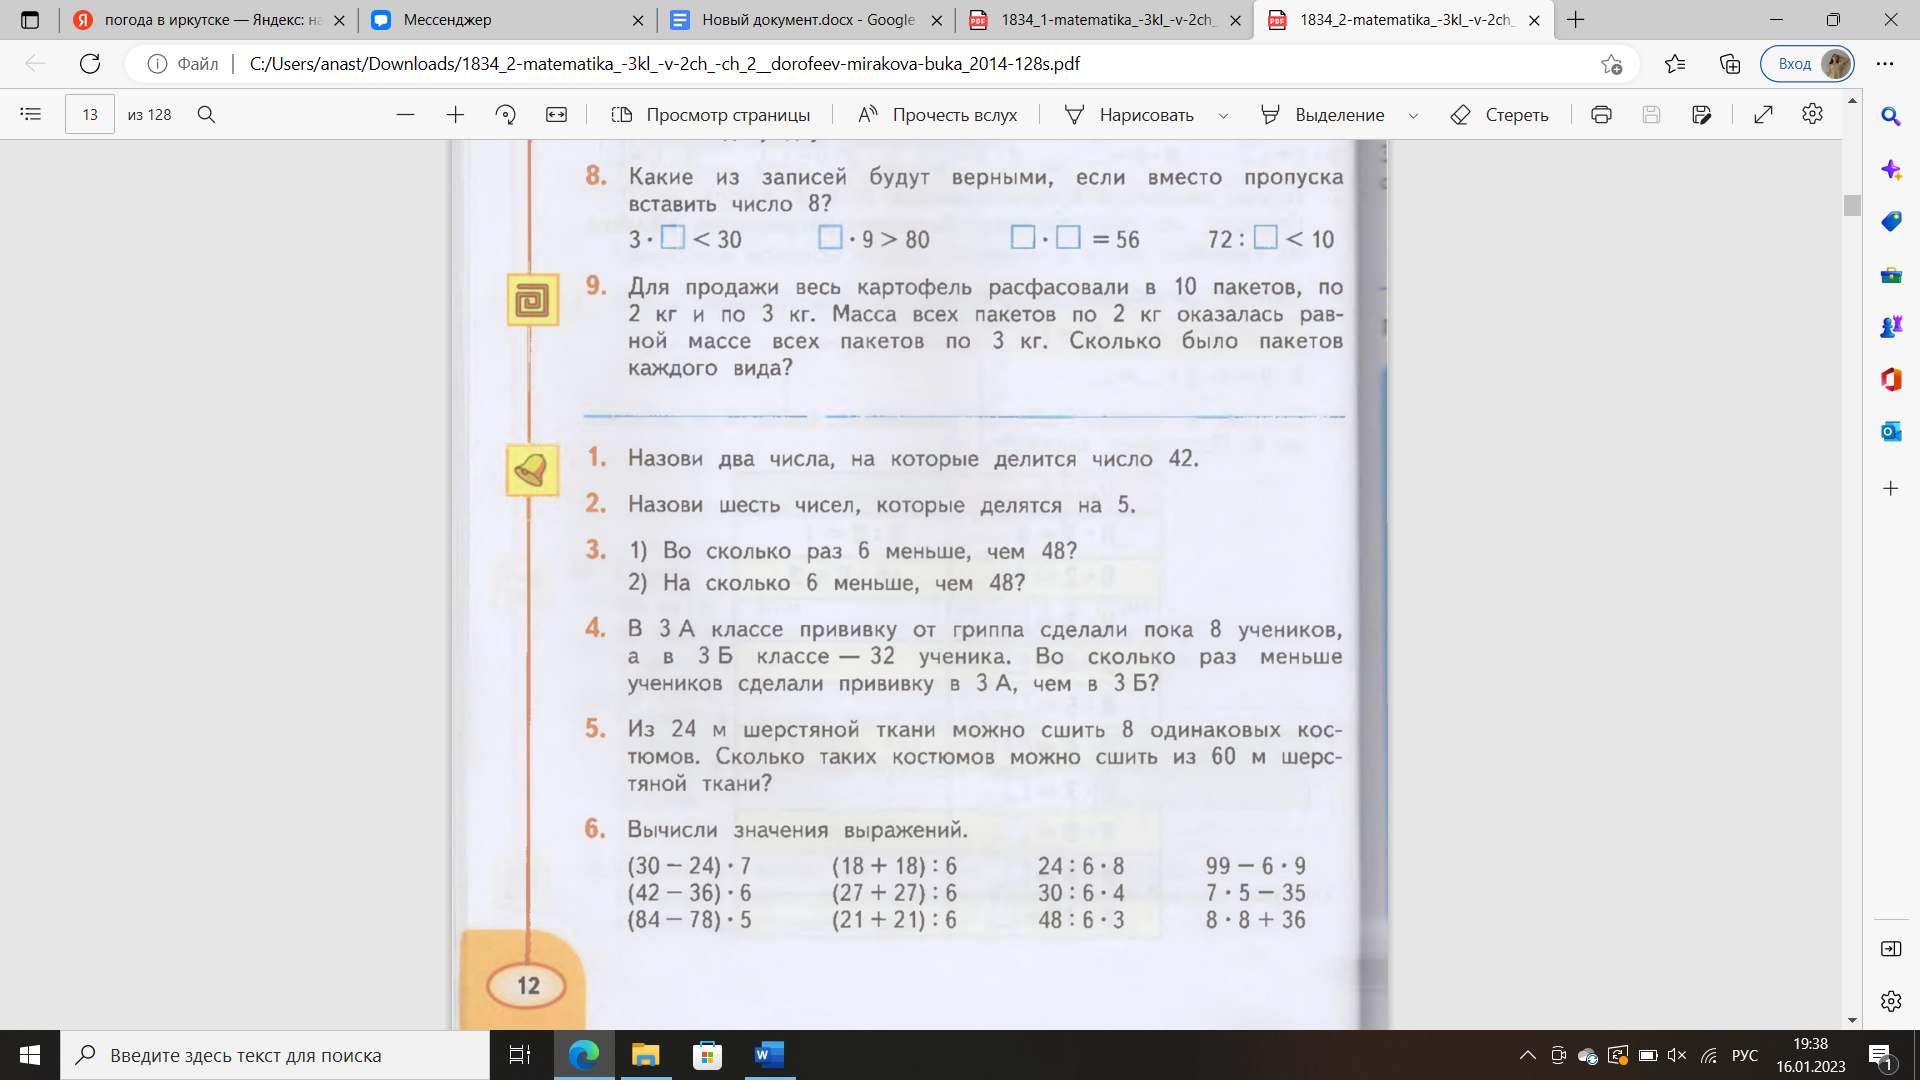 погода в иркутске — Яндекс: на
Мессенджер
Новый документ.docx - Google
1834_1-matematika_-3kl_-v-2ch_
1834_2-matematika_-3kl_-v-2ch_
Файл
C:/Users/anast/Downloads/1834_2-matematika_-3kl_-v-2ch_-ch_2__dorofeev-mirakova-buka_2014-128s.pdf
Вход
13 из 128
Просмотр страницы
Прочесть вслух
Нарисовать
Выделение
Стереть
8. Какие из записей будут верными, если вместо пропуска
вставить число 8?
3 · □ < 30 □ · 9 > 80 □ · □ = 56 72 : □ < 10
9. Для продажи весь картофель расфасовали в 10 пакетов, по
2 кг и по 3 кг. Масса всех пакетов по 2 кг оказалась рав-
ной массе всех пакетов по 3 кг. Сколько было пакетов
каждого вида?
1. Назови два числа, на которые делится число 42.
2. Назови шесть чисел, которые делятся на 5.
3. 1) Во сколько раз 6 меньше, чем 48?
2) На сколько 6 меньше, чем 48?
4. В 3 А классе прививку от гриппа сделали пока 8 учеников,
а в 3 Б классе — 32 ученика. Во сколько раз меньше
учеников сделали прививку в 3 А, чем в 3 Б?
5. Из 24 м шерстяной ткани можно сшить 8 одинаковых кос-
тюмов. Сколько таких костюмов можно сшить из 60 м шерс-
тяной ткани?
6. Вычисли значения выражений.
(30 − 24) · 7 (18 + 18) : 6 24 : 6 · 8 99 − 6 · 9
(42 − 36) · 6 (27 + 27) : 6 30 : 6 · 4 7 · 5 − 35
(84 − 78) · 5 (21 + 21) : 6 48 : 6 · 3 8 · 8 + 36
12
Введите здесь текст для поиска
РУС
19:38
16.01.2023
1